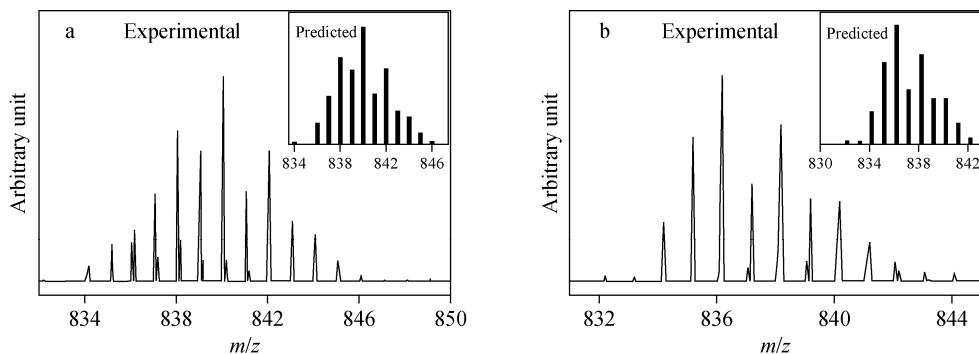 a Experimental
Predicted
834 838 842 846
Arbitrary unit
834 838 842 846 850
m/z
b Experimental
Predicted
830 834 838 842
Arbitrary unit
832 836 840 844
m/z